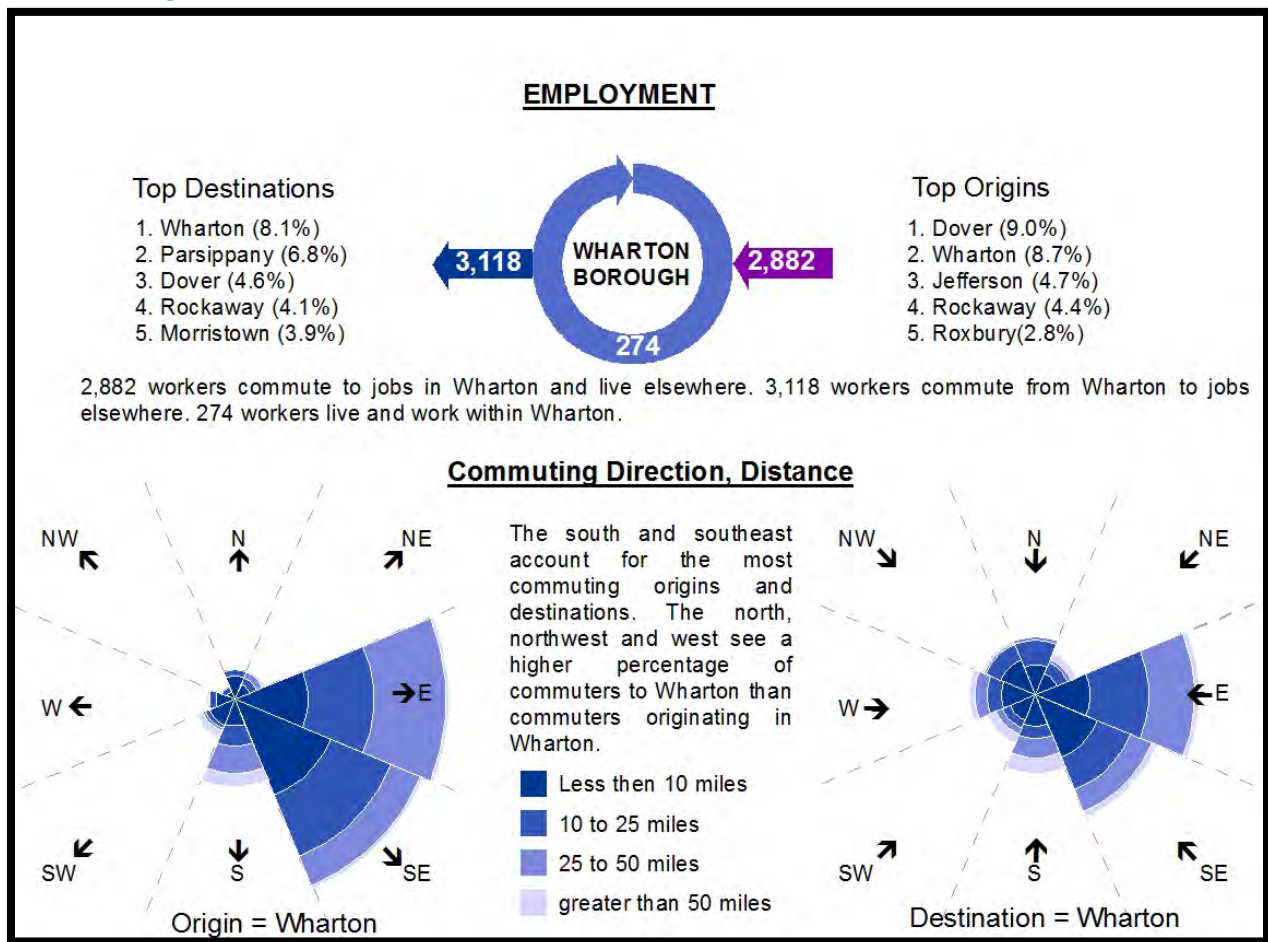 EMPLOYMENT
Top Destinations
1. Wharton (8.1%)
2. Parsippany (6.8%)
3. Dover (4.6%)
4. Rockaway (4.1%)
5. Morristown (3.9%)
3,118
WHARTON
BOROUGH
274
2,882
Top Origins
1. Dover (9.0%)
2. Wharton (8.7%)
3. Jefferson (4.7%)
4. Rockaway (4.4%)
5. Roxbury(2.8%)
2,882 workers commute to jobs in Wharton and live elsewhere. 3,118 workers commute from Wharton to jobs
elsewhere. 274 workers live and work within Wharton.
Commuting Direction, Distance
NW
N
NE
W
E
SW
S
SE
Origin = Wharton
The south and southeast
account for the most
commuting origins and
destinations. The north,
northwest and west see a
higher percentage of
commuters to Wharton than
commuters originating in
Wharton.
Less then 10 miles
10 to 25 miles
25 to 50 miles
greater than 50 miles
NW
N
NE
W
E
SW
S
SE
Destination = Wharton